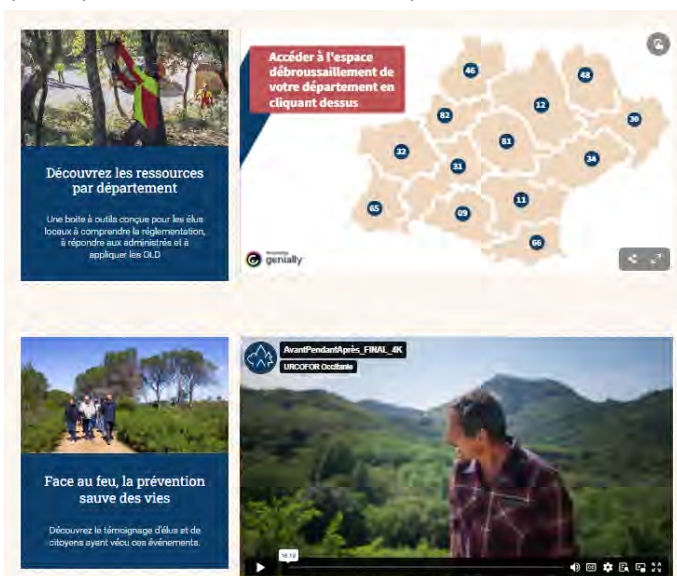 Accéder à l'espace
débroussaillement de
votre département en
cliquant dessus
46
48
12
82
30
81
32
34
31
11
65
09
66
genially
Découvrez les ressources
par département
Une boite à outils conçue pour les élus
locaux à comprendre la réglementation,
à répondre aux administrés et à
appliquer les OLD
AvantPendantAprès_FINAL_4K
URCOFOR Occitanie
Face au feu, la prévention
sauve des vies
Découvrez le témoignage d'élus et de
citoyens ayant vécu ces événements.